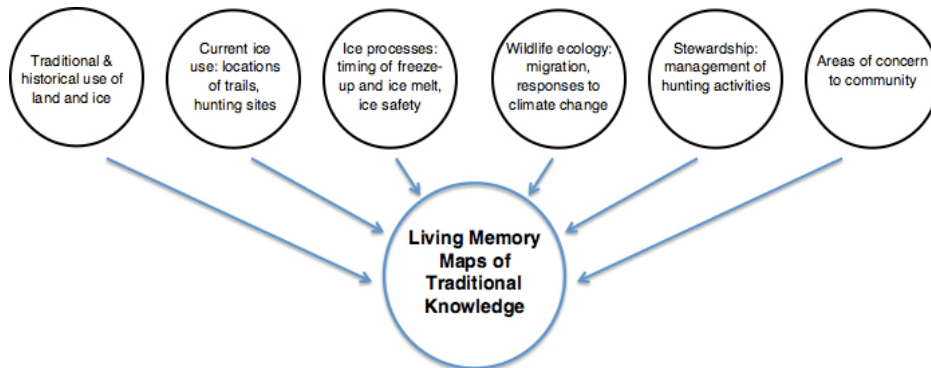 Traditional &
historical use of
land and ice
Current ice
use: locations
of trails,
hunting sites
Ice processes:
timing of freeze-
up and ice melt,
ice safety
Wildlife ecology:
migration,
responses to
climate change
Stewardship:
management of
hunting activities
Areas of concern
to community
Living Memory
Maps of
Traditional
Knowledge